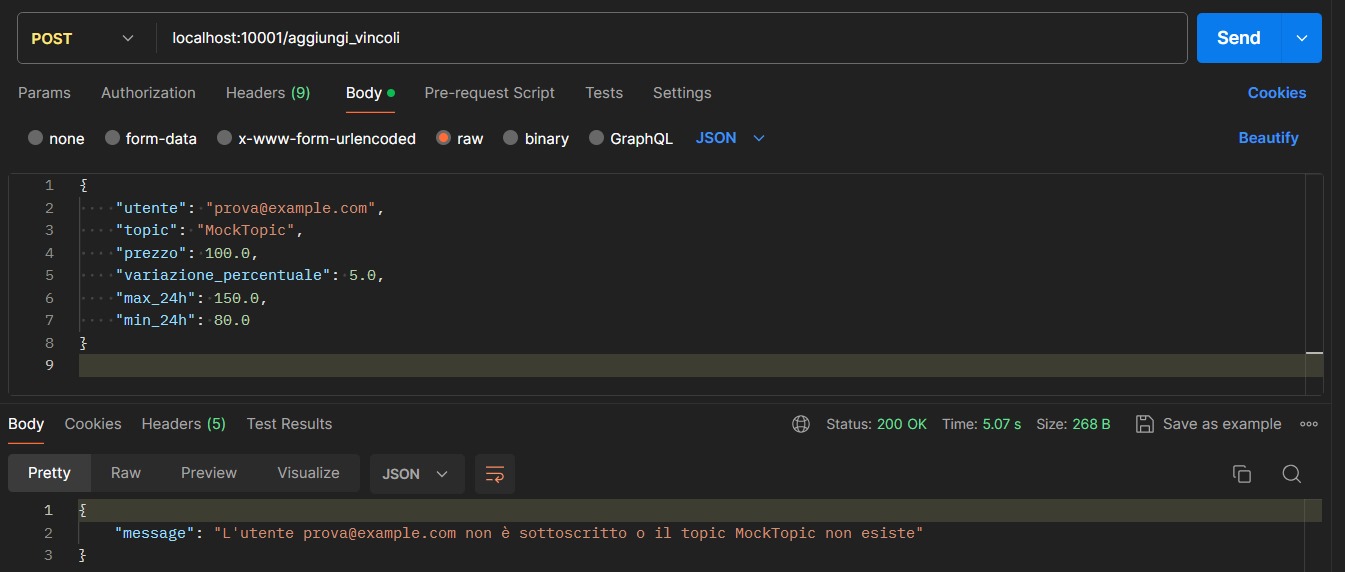 POST localhost:10001/aggiungi_vincoli Send
Params Authorization Headers (9) Body Pre-request Script Tests Settings Cookies
none form-data x-www-form-urlencoded raw binary GraphQL JSON Beautify
1 {
2 "utente": "prova@example.com",
3 "topic": "MockTopic",
4 "prezzo": 100.0,
5 "variazione_percentuale": 5.0,
6 "max_24h": 150.0,
7 "min_24h": 80.0
8 }
9
Body Cookies Headers (5) Test Results Status: 200 OK Time: 5.07 s Size: 268 B Save as example
Pretty Raw Preview Visualize JSON
1 {
2 "message": "L'utente prova@example.com non è sottoscritto o il topic MockTopic non esiste"
3 }